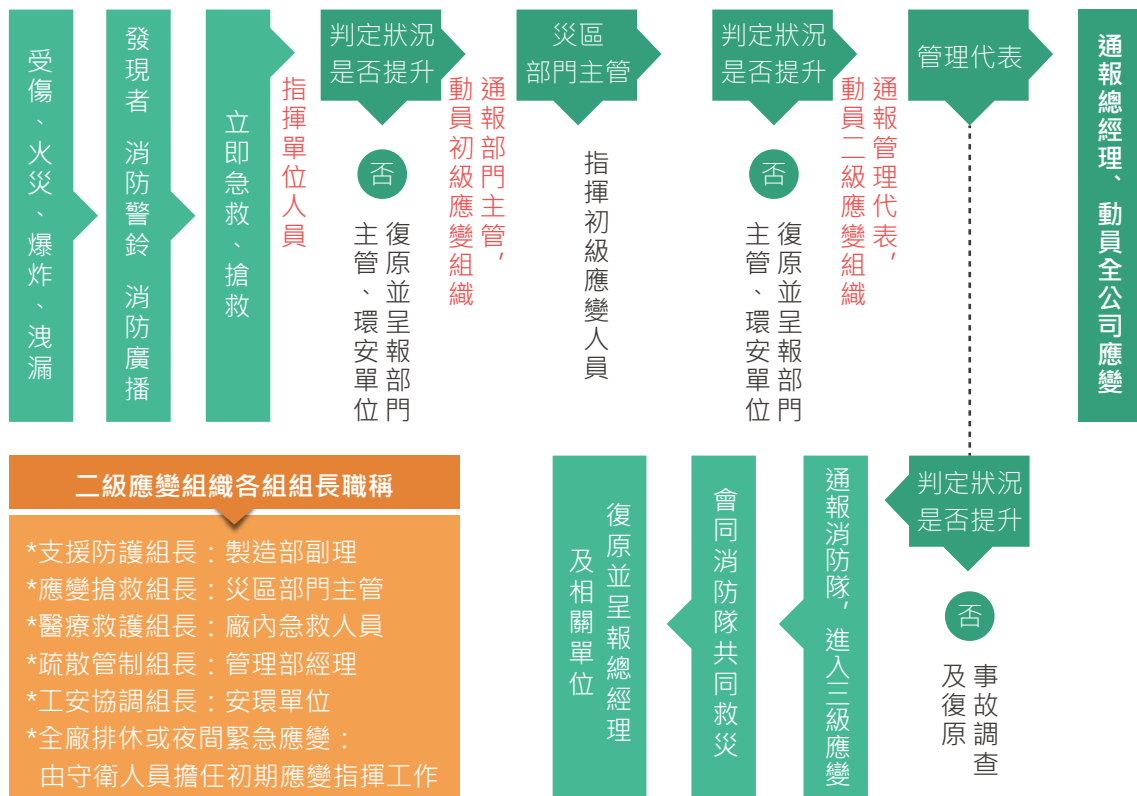 受傷、火災、爆炸、洩漏
發現者 消防警鈴 消防廣播
立即急救、搶救
指揮單位人員
判定狀況
是否提升
否
復原並呈報部門
主管、環安單位
通報部門主管,
動員初級應變組織
災區
部門主管
指揮初級應變人員
判定狀況
是否提升
否
復原並呈報部門
主管、環安單位
通報管理代表,
動員二級應變組織
管理代表
通報總經理、動員全公司應變
判定狀況
是否提升
否
事故調查
及復原
通報消防隊, 進入三級應變
會同消防隊共同救災
復原並呈報總經理
及相關單位
二級應變組織各組組長職稱
*支援防護組長：製造部副理
*應變搶救組長：災區部門主管
*醫療救護組長：廠內急救人員
*疏散管制組長：管理部經理
*工安協調組長：安環單位
*全廠排休或夜間緊急應變：
由守衛人員擔任初期應變指揮工作